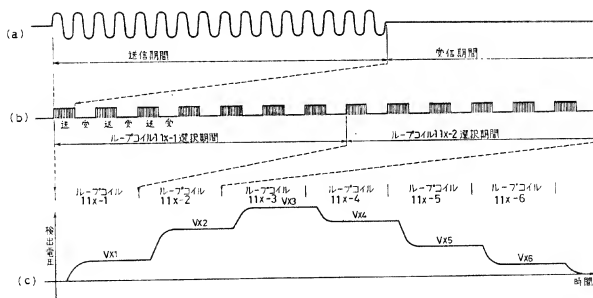 (a)
送信期間 受信期間
(b)
送 受 送 受 送 受
ループコイル11x-1選択期間 ループコイル11x-2選択期間
ループコイル 11x-1 ループコイル 11x-2 ループコイル 11x-3 ループコイル 11x-4 ループコイル 11x-5 ループコイル 11x-6
検出電圧
VX1 VX2 VX3 VX4 VX5 VX6
(c)
時間